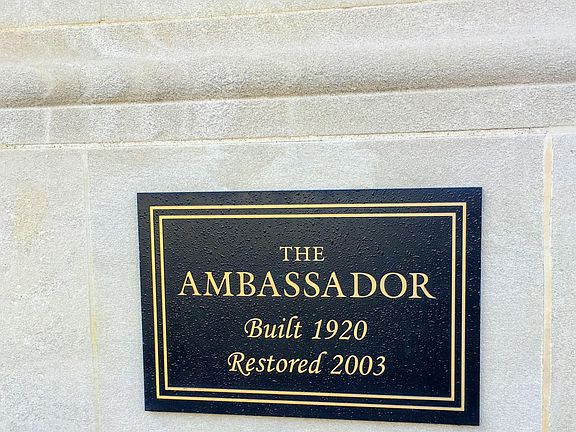 THE
AMBASSADOR
Built 1920
Restored 2003